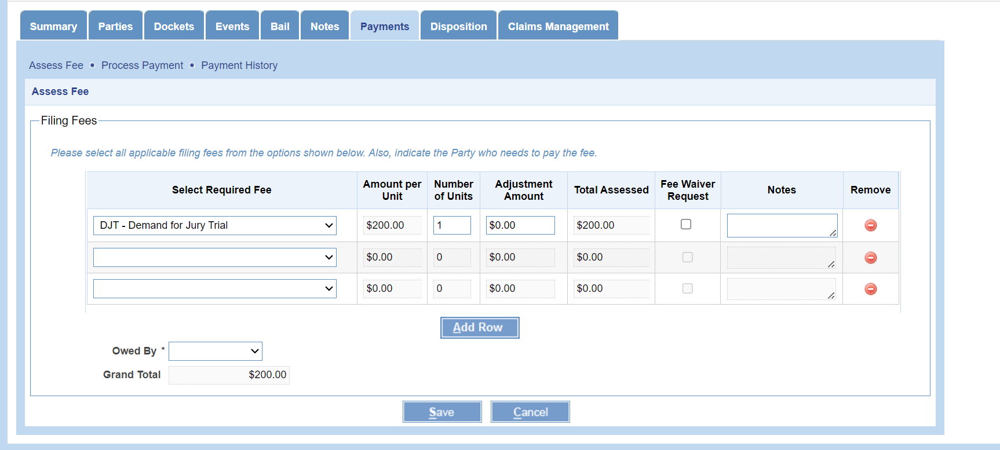 Summary Parties Dockets Events Bail Notes Payments Disposition Claims Management
Assess Fee • Process Payment • Payment History
Assess Fee
Filing Fees
Please select all applicable filing fees from the options shown below. Also, indicate the Party who needs to pay the fee.
Select Required Fee Amount per Unit Number of Units Adjustment Amount Total Assessed Fee Waiver Request Notes Remove
DJT - Demand for Jury Trial $200.00 1 $0.00 $200.00
$0.00 0 $0.00 $0.00
$0.00 0 $0.00 $0.00
Add Row
Owed By *
Grand Total $200.00
Save Cancel